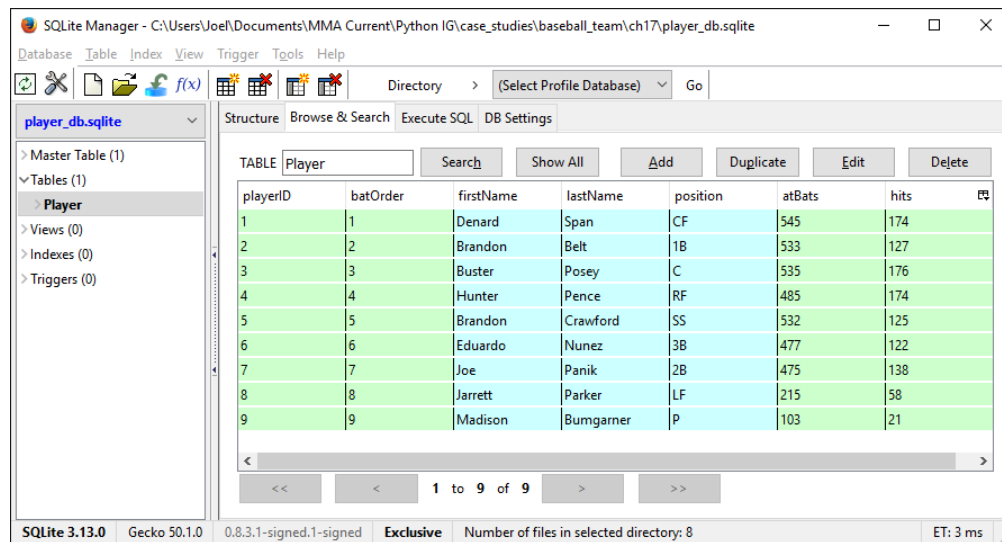 SQLite Manager - C:\Users\Joel\Documents\MMA Current\Python IG\case_studies\baseball_team\ch17\player_db.sqlite
Database Table Index View Trigger Tools Help
f(x) Directory > (Select Profile Database) Go
player_db.sqlite
Master Table (1)
Tables (1)
Player
Views (0)
Indexes (0)
Triggers (0)
Structure Browse & Search Execute SQL DB Settings
TABLE Player Search Show All Add Duplicate Edit Delete
playerID batOrder firstName lastName position atBats hits
1 1 Denard Span CF 545 174
2 2 Brandon Belt 1B 533 127
3 3 Buster Posey C 535 176
4 4 Hunter Pence RF 485 174
5 5 Brandon Crawford SS 532 125
6 6 Eduardo Nunez 3B 477 122
7 7 Joe Panik 2B 475 138
8 8 Jarrett Parker LF 215 58
9 9 Madison Bumgarner P 103 21
<< < 1 to 9 of 9 > >>
SQLite 3.13.0 Gecko 50.1.0 0.8.3.1-signed.1-signed Exclusive Number of files in selected directory: 8 ET: 3 ms